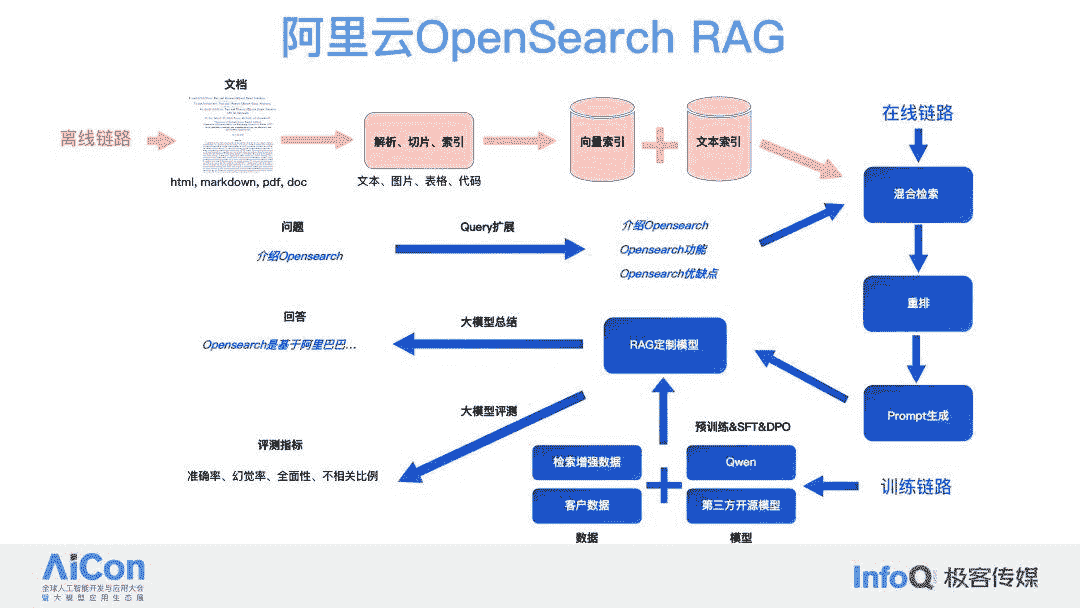 阿里云OpenSearch RAG
文档
离线链路
html, markdown, pdf, doc
解析、切片、索引
文本、图片、表格、代码
向量索引
文本索引
在线链路
混合检索
问题
介绍Opensearch
Query扩展
介绍Opensearch
Opensearch功能
Opensearch优缺点
重排
回答
Opensearch是基于阿里巴巴...
大模型总结
RAG定制模型
Prompt生成
大模型评测
评测指标
准确率、幻觉率、全面性、不相关比例
预训练&SFT&DPO
检索增强数据
Qwen
客户数据
第三方开源模型
训练链路
数据
模型
AiCon
全球人工智能开发与应用大会
暨大模型应用生态展
InfoQ 极客传媒